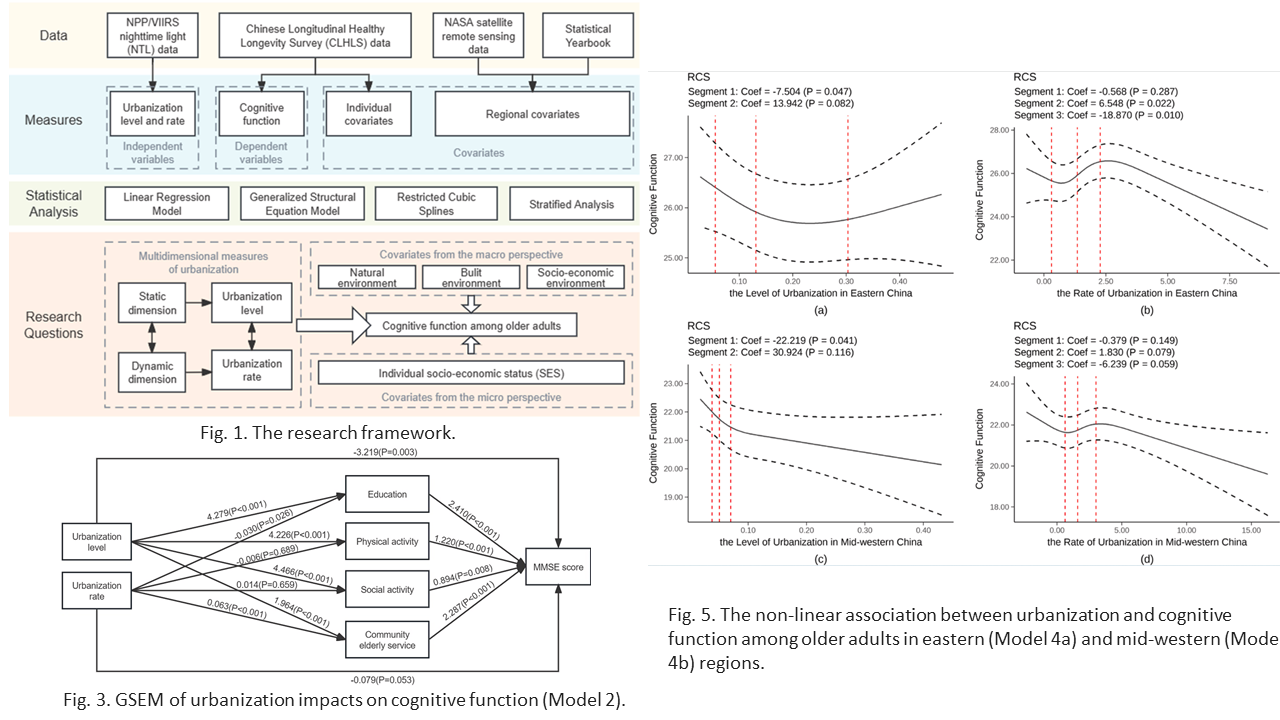 Data
NPP/VIIRS
nighttime light
(NTL) data
Chinese Longitudinal Healthy
Longevity Survey (CLHLS) data
NASA satellite
remote sensing
data
Statistical
Yearbook
Measures
Urbanization
level and rate
Cognitive
function
Individual
covariates
Regional covariates
Independent
variables
Dependent
variables
Covariates
Statistical
Analysis
Linear Regression
Model
Generalized Structural
Equation Model
Restricted Cubic
Splines
Stratified Analysis
Research
Questions
Multidimensional measures
of urbanization
Static
dimension
Urbanization
level
Dynamic
dimension
Urbanization
rate
Covariates from the macro perspective
Natural
environment
Bulit
environment
Socio-economic
environment
Cognitive function among older adults
Individual socio-economic status (SES)
Covariates from the micro perspective
Fig. 1. The research framework.
-3.219(P=0.003)
Urbanization
level
Urbanization
rate
4.279(P<0.001)
-0.030(P=0.026)
4.226(P<0.001)
-0.006(P=0.689)
4.466(P<0.001)
0.014(P=0.659)
1.964(P<0.001)
0.063(P<0.001)
Education
Physical activity
Social activity
Community
elderly service
2.410(P<0.001)
1.220(P<0.001)
0.894(P=0.008)
2.287(P<0.001)
MMSE score
-0.079(P=0.053)
Fig. 3. GSEM of urbanization impacts on cognitive function (Model 2).
RCS
Segment 1: Coef = -7.504 (P = 0.047)
Segment 2: Coef = 13.942 (P = 0.082)
Cognitive Function
27.00
26.00
25.00
0.10
0.20
0.30
0.40
the Level of Urbanization in Eastern China
(a)
RCS
Segment 1: Coef = -0.568 (P = 0.287)
Segment 2: Coef = 6.548 (P = 0.022)
Segment 3: Coef = -18.870 (P = 0.010)
Cognitive Function
28.00
26.00
24.00
22.00
0.00
2.50
5.00
7.50
the Rate of Urbanization in Eastern China
(b)
RCS
Segment 1: Coef = -22.219 (P = 0.041)
Segment 2: Coef = 30.924 (P = 0.116)
Cognitive Function
23.00
22.00
21.00
20.00
19.00
0.10
0.20
0.30
0.40
the Level of Urbanization in Mid-western China
(c)
RCS
Segment 1: Coef = -0.379 (P = 0.149)
Segment 2: Coef = 1.830 (P = 0.079)
Segment 3: Coef = -6.239 (P = 0.059)
Cognitive Function
24.00
22.00
20.00
18.00
0.00
5.00
10.00
15.00
the Rate of Urbanization in Mid-western China
(d)
Fig. 5. The non-linear association between urbanization and cognitive
function among older adults in eastern (Model 4a) and mid-western (Mode
4b) regions.